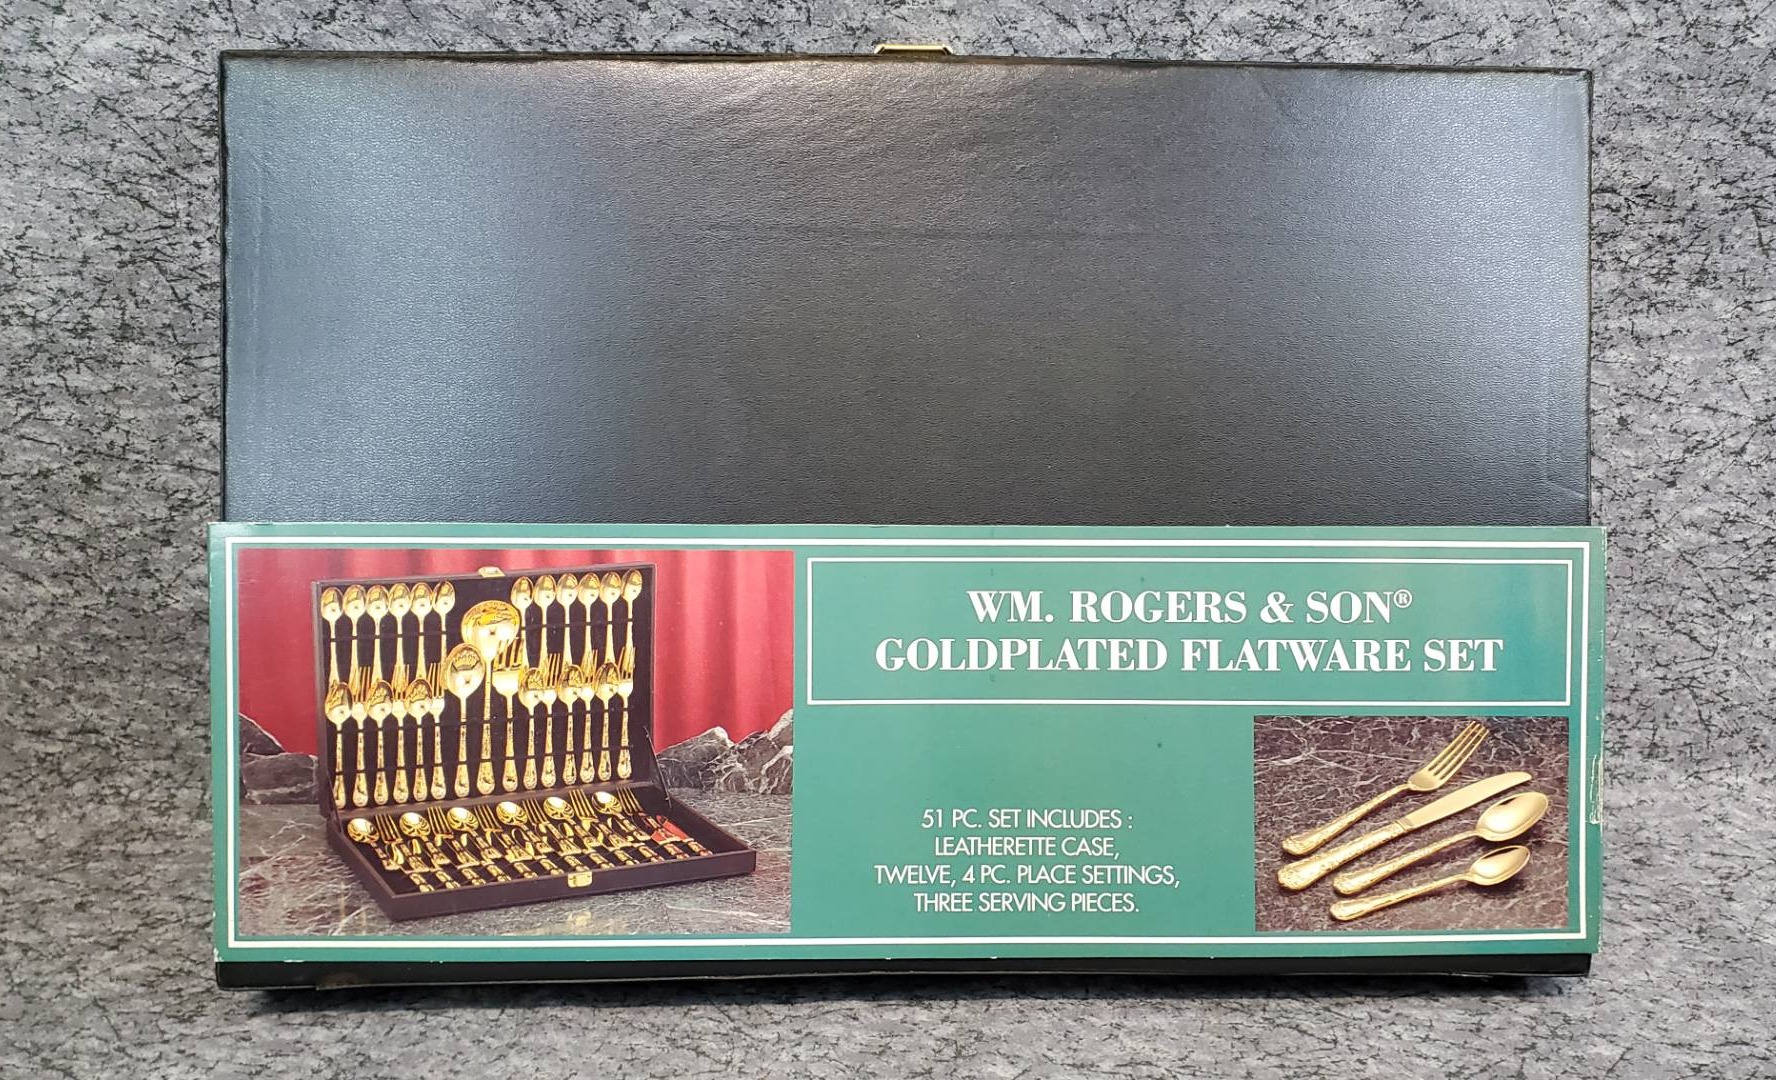 WM. ROGERS & SON®
GOLDPLATED FLATWARE SET
51 PC. SET INCLUDES :
LEATHERETTE CASE,
TWELVE, 4 PC. PLACE SETTINGS,
THREE SERVING PIECES.